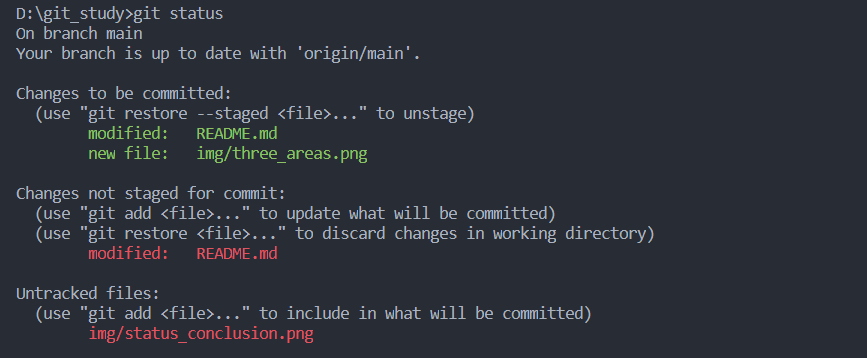 D:\git_study>git status
On branch main
Your branch is up to date with 'origin/main'.

Changes to be committed:
  (use "git restore --staged <file>..." to unstage)
        modified:   README.md
        new file:   img/three_areas.png

Changes not staged for commit:
  (use "git add <file>..." to update what will be committed)
  (use "git restore <file>..." to discard changes in working directory)
        modified:   README.md

Untracked files:
  (use "git add <file>..." to include in what will be committed)
        img/status_conclusion.png